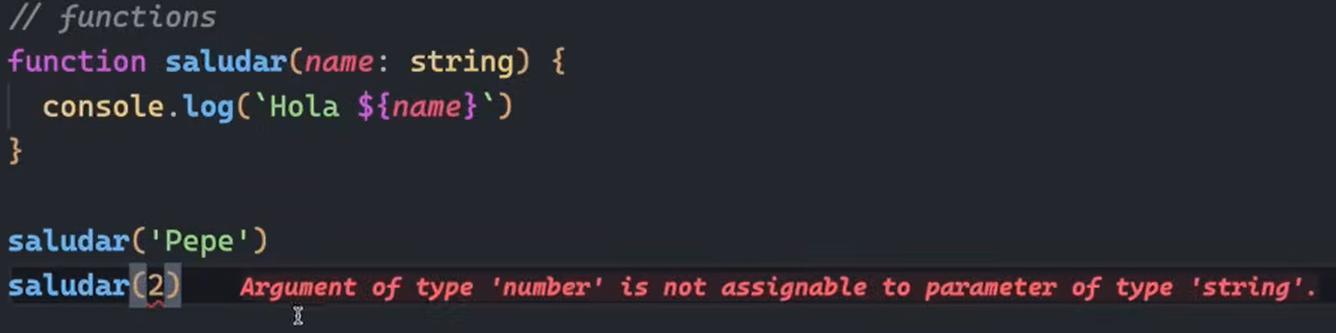 // functions
function saludar(name: string) {
  console.log(`Hola ${name}`)
}
saludar('Pepe')
saludar(2) Argument of type 'number' is not assignable to parameter of type 'string'.